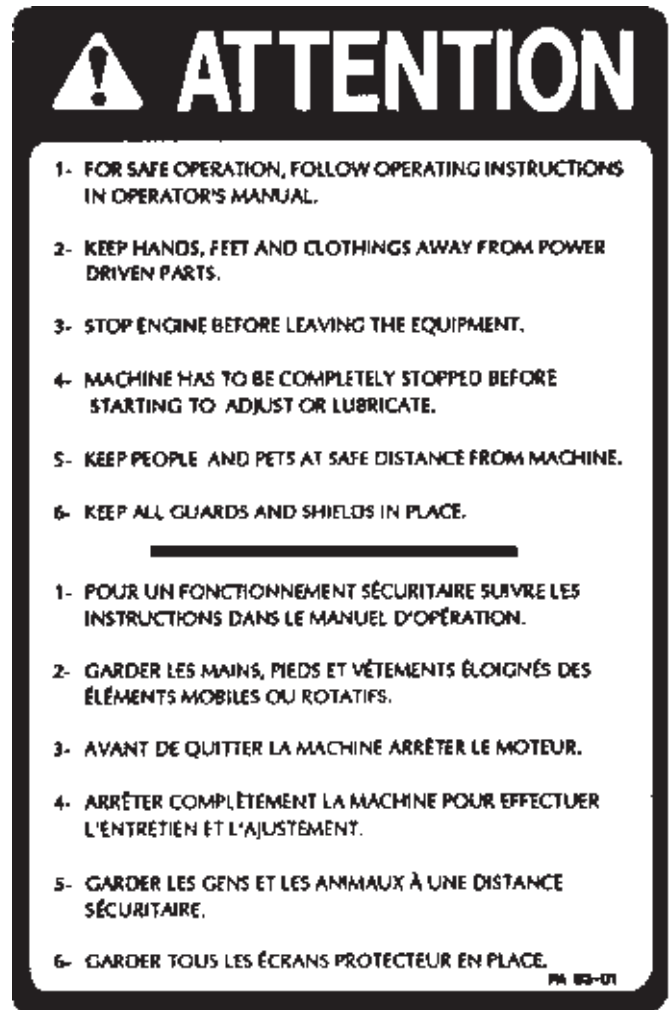 ATTENTION
1- FOR SAFE OPERATION, FOLLOW OPERATING INSTRUCTIONS
IN OPERATOR'S MANUAL.
2- KEEP HANDS, FEET AND CLOTHINGS AWAY FROM POWER
DRIVEN PARTS.
3- STOP ENGINE BEFORE LEAVING THE EQUIPMENT.
4- MACHINE HAS TO BE COMPLETELY STOPPED BEFORE
STARTING TO ADJUST OR LUBRICATE.
5- KEEP PEOPLE AND PETS AT SAFE DISTANCE FROM MACHINE.
6- KEEP ALL GUARDS AND SHIELDS IN PLACE.
1- POUR UN FONCTIONNEMENT SÉCURITAIRE SUIVRE LES
INSTRUCTIONS DANS LE MANUEL D'OPÉRATION.
2- GARDER LES MAINS, PIEDS ET VÊTEMENTS ÉLOIGNÉS DES
ÉLÉMENTS MOBILES OU ROTATIFS.
3- AVANT DE QUITTER LA MACHINE ARRÊTER LE MOTEUR.
4- ARRÊTER COMPLÈTEMENT LA MACHINE POUR EFFECTUER
L'ENTRETIEN ET L'AJUSTEMENT.
5- GARDER LES GENS ET LES ANIMAUX À UNE DISTANCE
SÉCURITAIRE.
6- GARDER TOUS LES ÉCRANS PROTECTEUR EN PLACE.